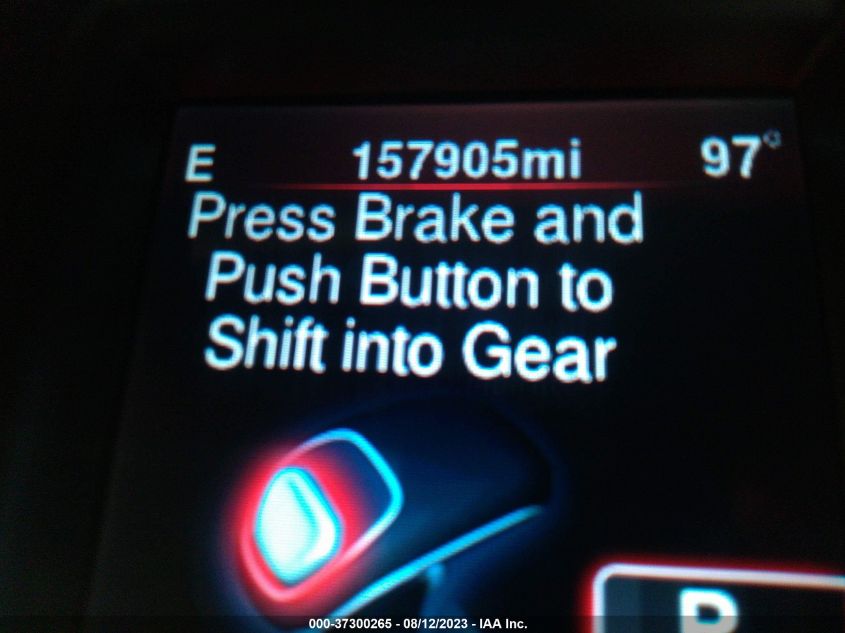 E 157905mi 97°
Press Brake and
Push Button to
Shift into Gear
P
000-37300265 - 08/12/2023 - IAA Inc.